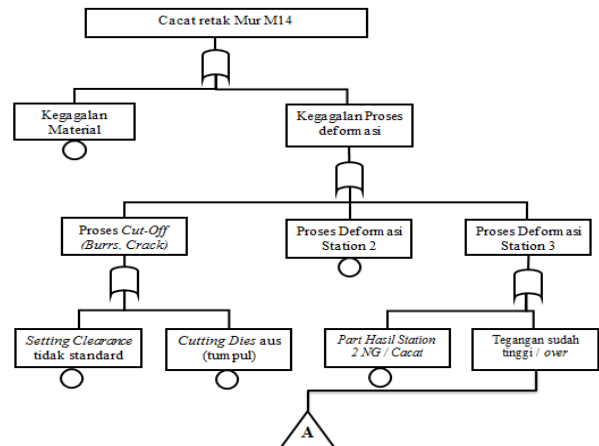 Cacat retak Mur M14
Kegagalan
Material
Kegagalan Proses
deformasi
Proses Cut-Off
(Burrs, Crack)
Proses Deformasi
Station 2
Proses Deformasi
Station 3
Setting Clearance
tidak standard
Cutting Dies aus
(tumpul)
Part Hasil Station
2 NG / Cacat
Tegangan sudah
tinggi / over
A